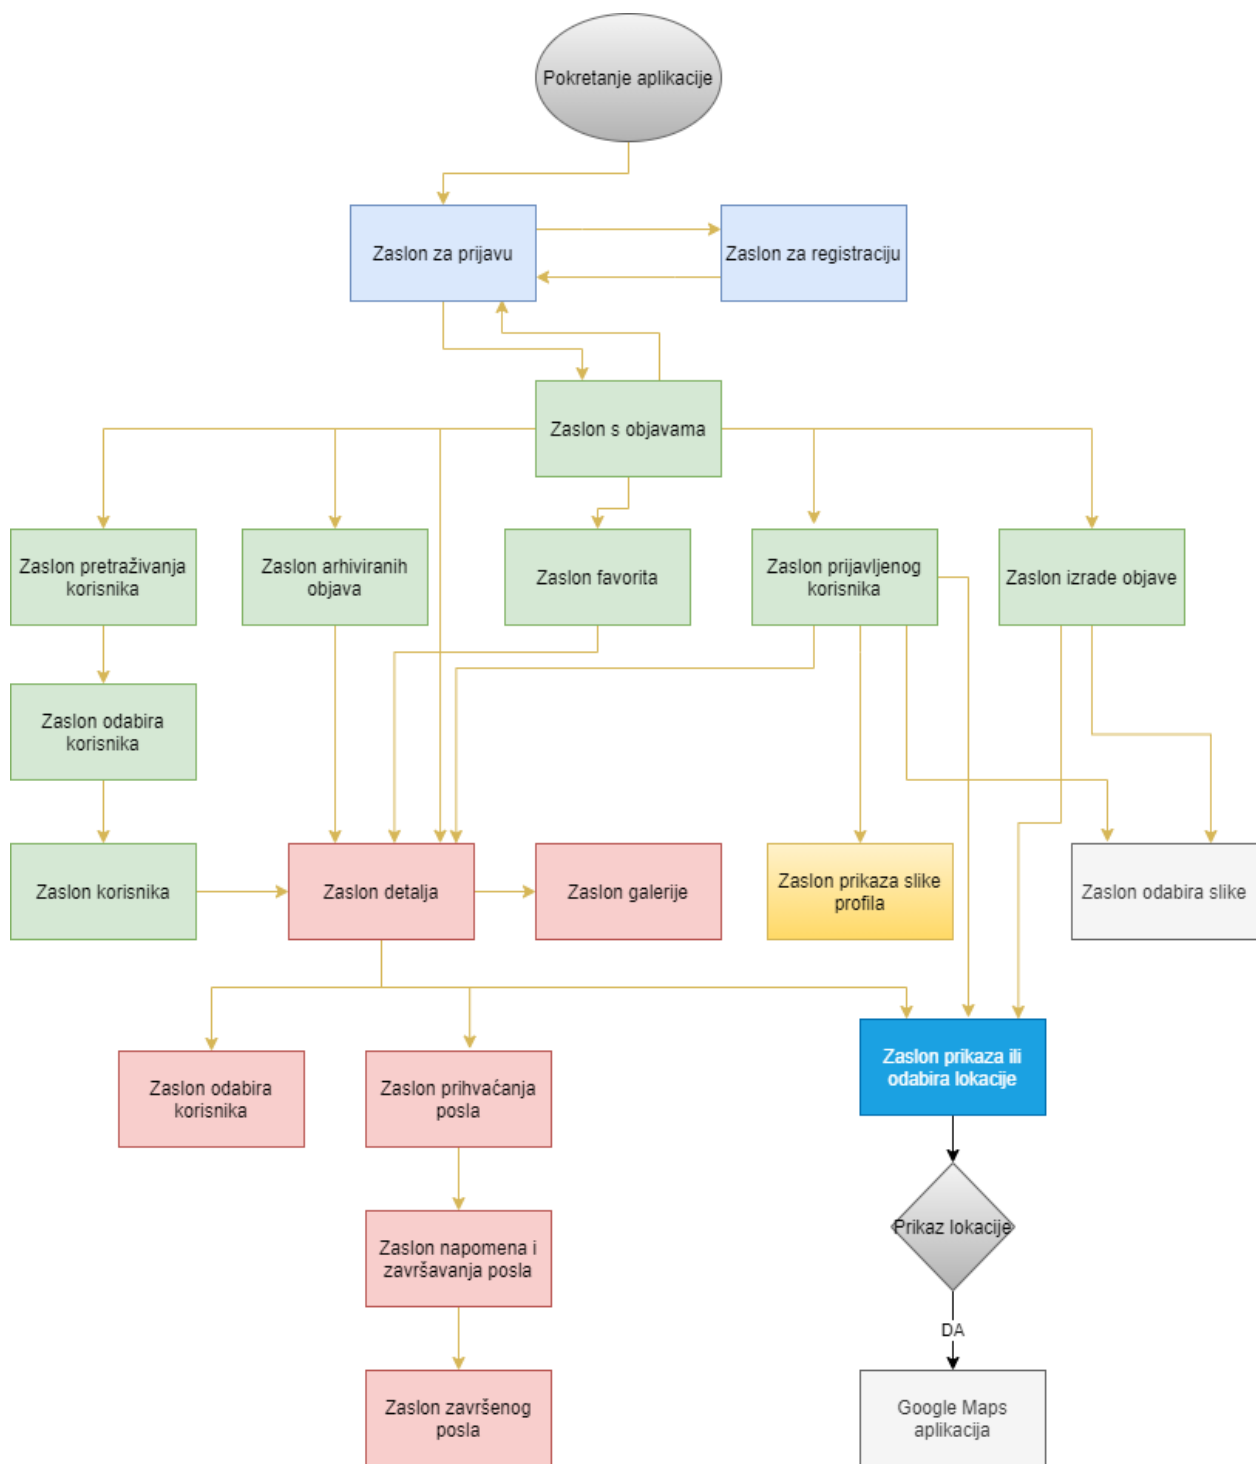 Pokretanje aplikacije
Zaslon za prijavu
Zaslon za registraciju
Zaslon s objavama
Zaslon pretraživanja
korisnika
Zaslon arhiviranih
objava
Zaslon favorita
Zaslon prijavljenog
korisnika
Zaslon izrade objave
Zaslon odabira
korisnika
Zaslon korisnika
Zaslon detalja
Zaslon galerije
Zaslon prikaza slike
profila
Zaslon odabira slike
Zaslon odabira
korisnika
Zaslon prihvaćanja
posla
Zaslon prikaza ili
odabira lokacije
Zaslon napomena i
završavanja posla
Prikaz lokacije
DA
Zaslon završenog
posla
Google Maps
aplikacija